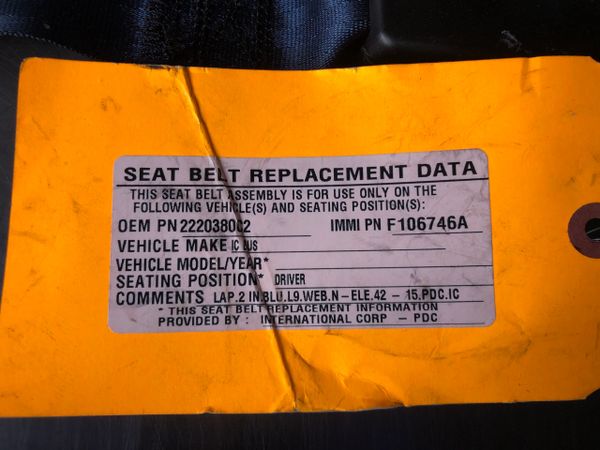 SEAT BELT REPLACEMENT DATA
THIS SEAT BELT ASSEMBLY IS FOR USE ONLY ON THE
FOLLOWING VEHICLE(S) AND SEATING POSITION(S):
OEM PN 222038002 IMMI PN F106746A
VEHICLE MAKE IC BUS
VEHICLE MODEL/YEAR*
SEATING POSITION* DRIVER
COMMENTS LAP.2 IN.BLU.L9.WEB.N-ELE.42 - 15.PDC.IC
* THIS SEAT BELT REPLACEMENT INFORMATION
PROVIDED BY : INTERNATIONAL CORP - PDC